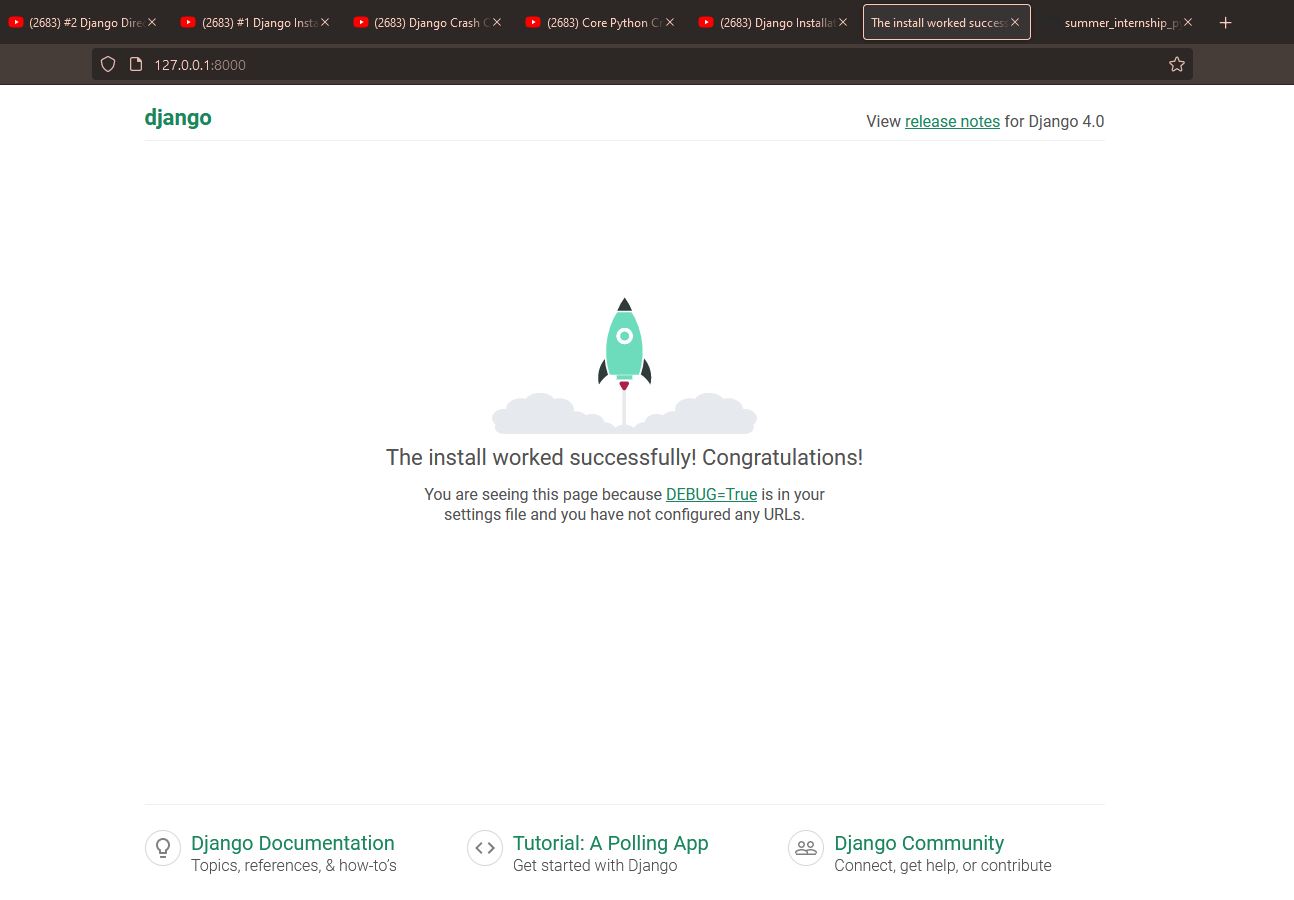 (2683) #2 Django Dire
(2683) #1 Django Insta
(2683) Django Crash C
(2683) Core Python C
(2683) Django Installat
The install worked success
summer_internship_p
127.0.0.1:8000
django
View release notes for Django 4.0
The install worked successfully! Congratulations!
You are seeing this page because DEBUG=True is in your
settings file and you have not configured any URLs.
Django Documentation
Topics, references, & how-to’s
Tutorial: A Polling App
Get started with Django
Django Community
Connect, get help, or contribute